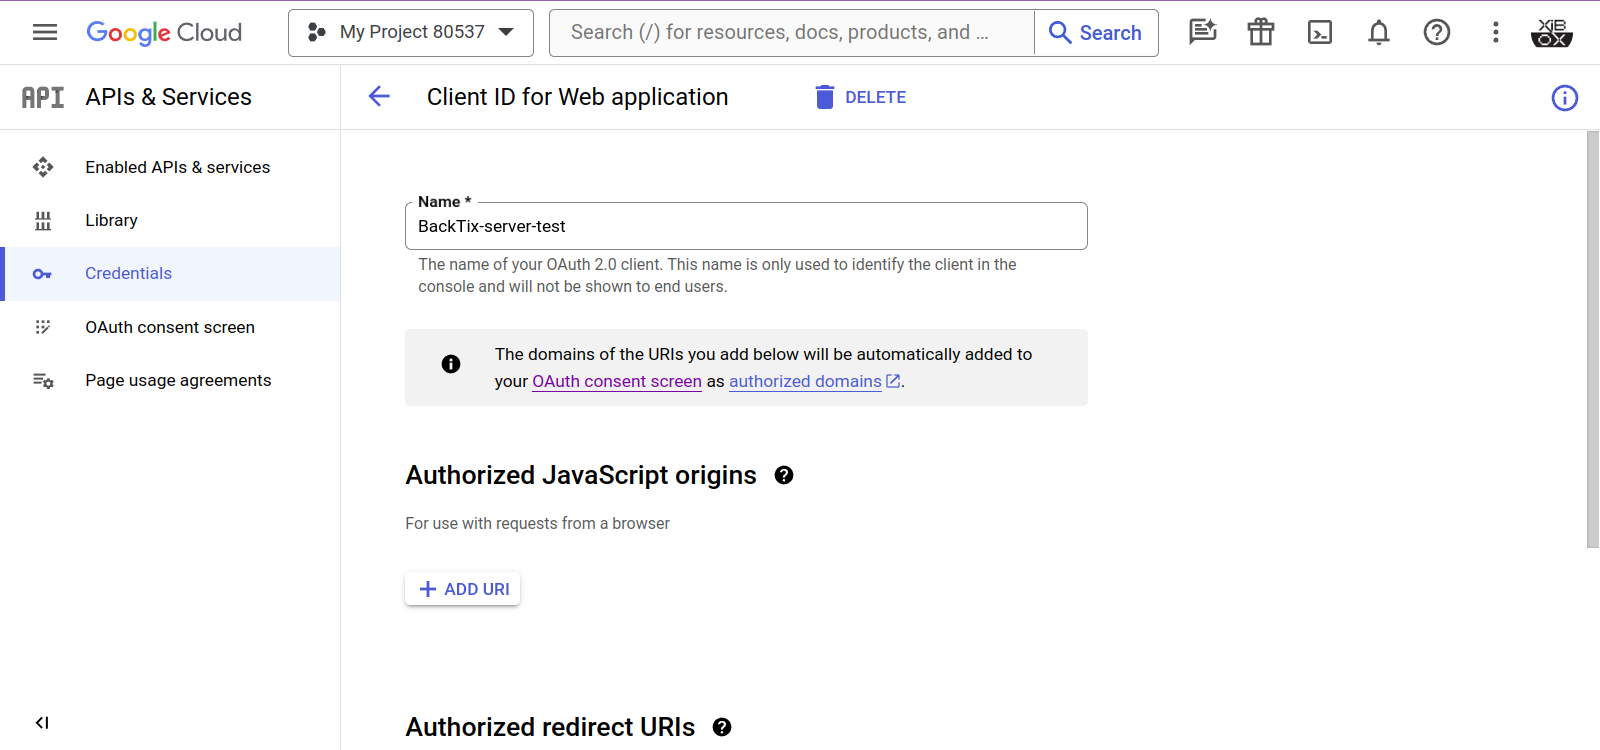 Google Cloud
My Project 80537
Search (/) for resources, docs, products, and ...
Search
XIB
OX
API
APIs & Services
Client ID for Web application
DELETE
Enabled APIs & services
Library
Credentials
OAuth consent screen
Page usage agreements
Name *
BackTix-server-test
The name of your OAuth 2.0 client. This name is only used to identify the client in the
console and will not be shown to end users.
The domains of the URIs you add below will be automatically added to
your OAuth consent screen as authorized domains.
Authorized JavaScript origins
For use with requests from a browser
ADD URI
Authorized redirect URIs